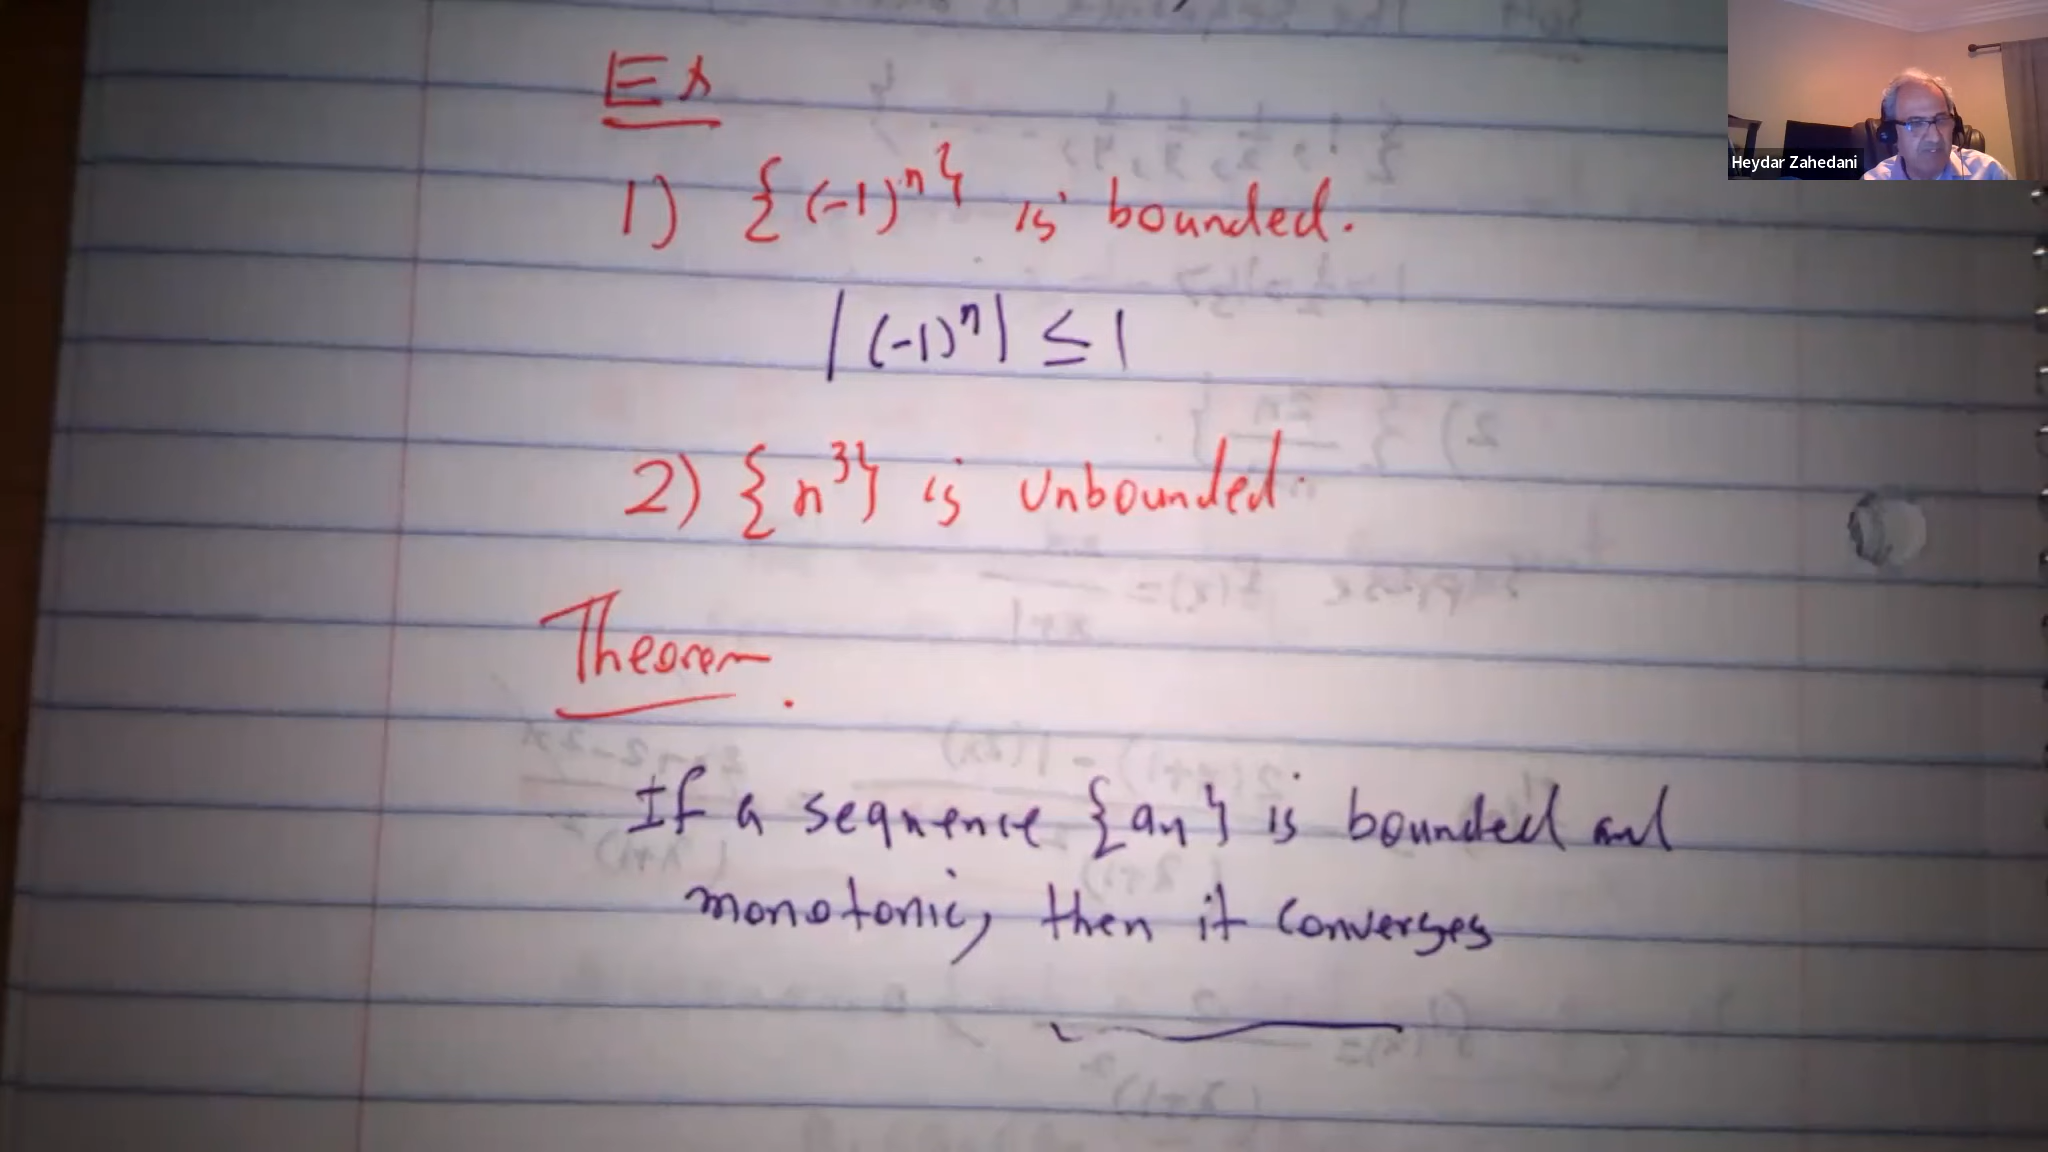 Ex
Heydar Zahedani
1) {(-1)^n} is bounded.
|(-1)^n| ≤ 1
2) {n^3} is unbounded.
Theorem.
If a sequence {an} is bounded and
monotonic, then it converges